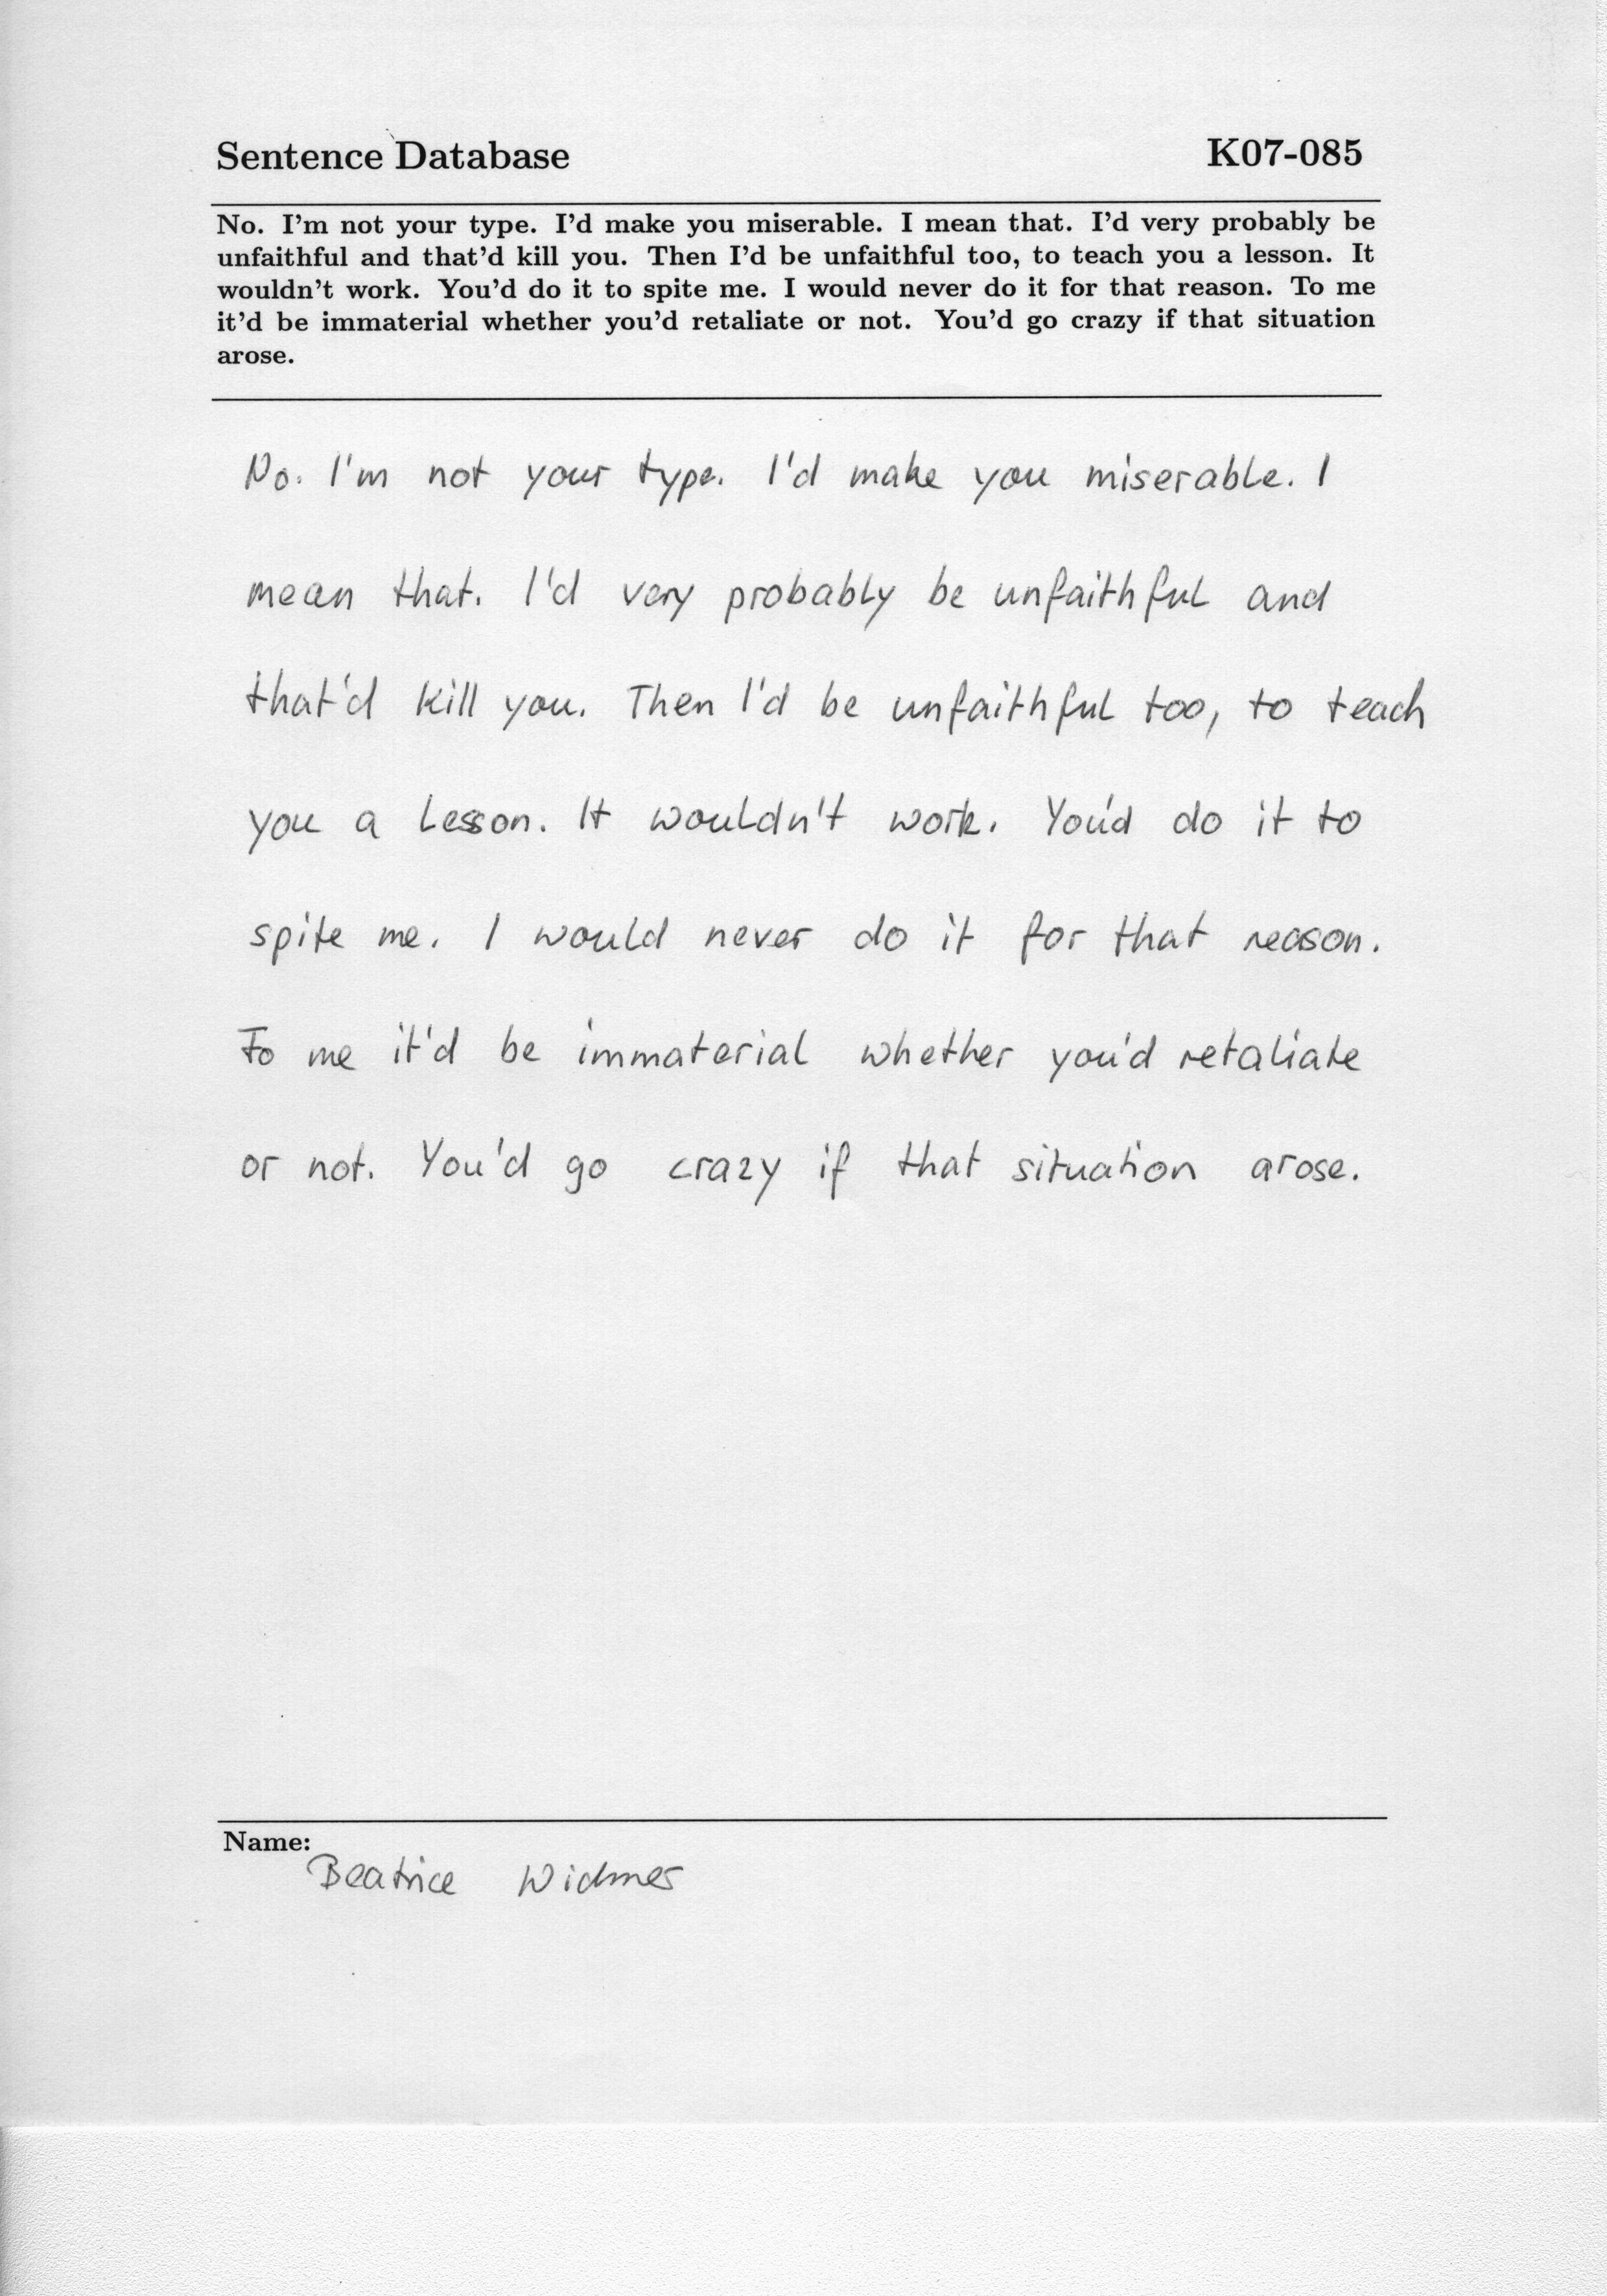 Sentence Database K07-085
No. I'm not your type. I'd make you miserable. I mean that. I'd very probably be
unfaithful and that'd kill you. Then I'd be unfaithful too, to teach you a lesson. It
wouldn't work. You'd do it to spite me. I would never do it for that reason. To me
it'd be immaterial whether you'd retaliate or not. You'd go crazy if that situation
arose.
No. I'm not your type. I'd make you miserable. I
mean that. I'd very probably be unfaithful and
that'd kill you. Then I'd be unfaithful too, to teach
you a lesson. It wouldn't work. You'd do it to
spite me. I would never do it for that reason.
To me it'd be immaterial whether you'd retaliate
or not. You'd go crazy if that situation arose.
Name:
Beatrice Widmer